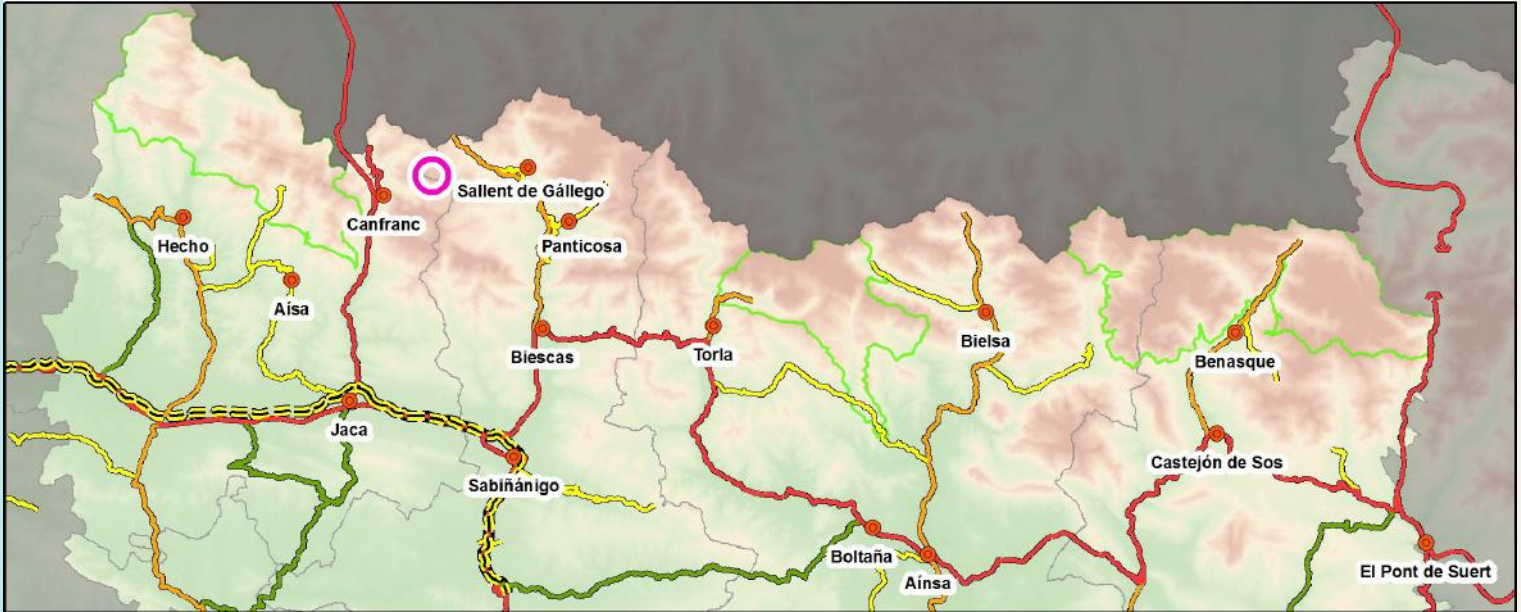 Sallent de Gállego
Canfranc
Hecho
Panticosa
Aísa
Biescas
Torla
Bielsa
Benasque
Jaca
Castejón de Sos
Sabiñánigo
Boltaña
El Pont de Suert
Aínsa